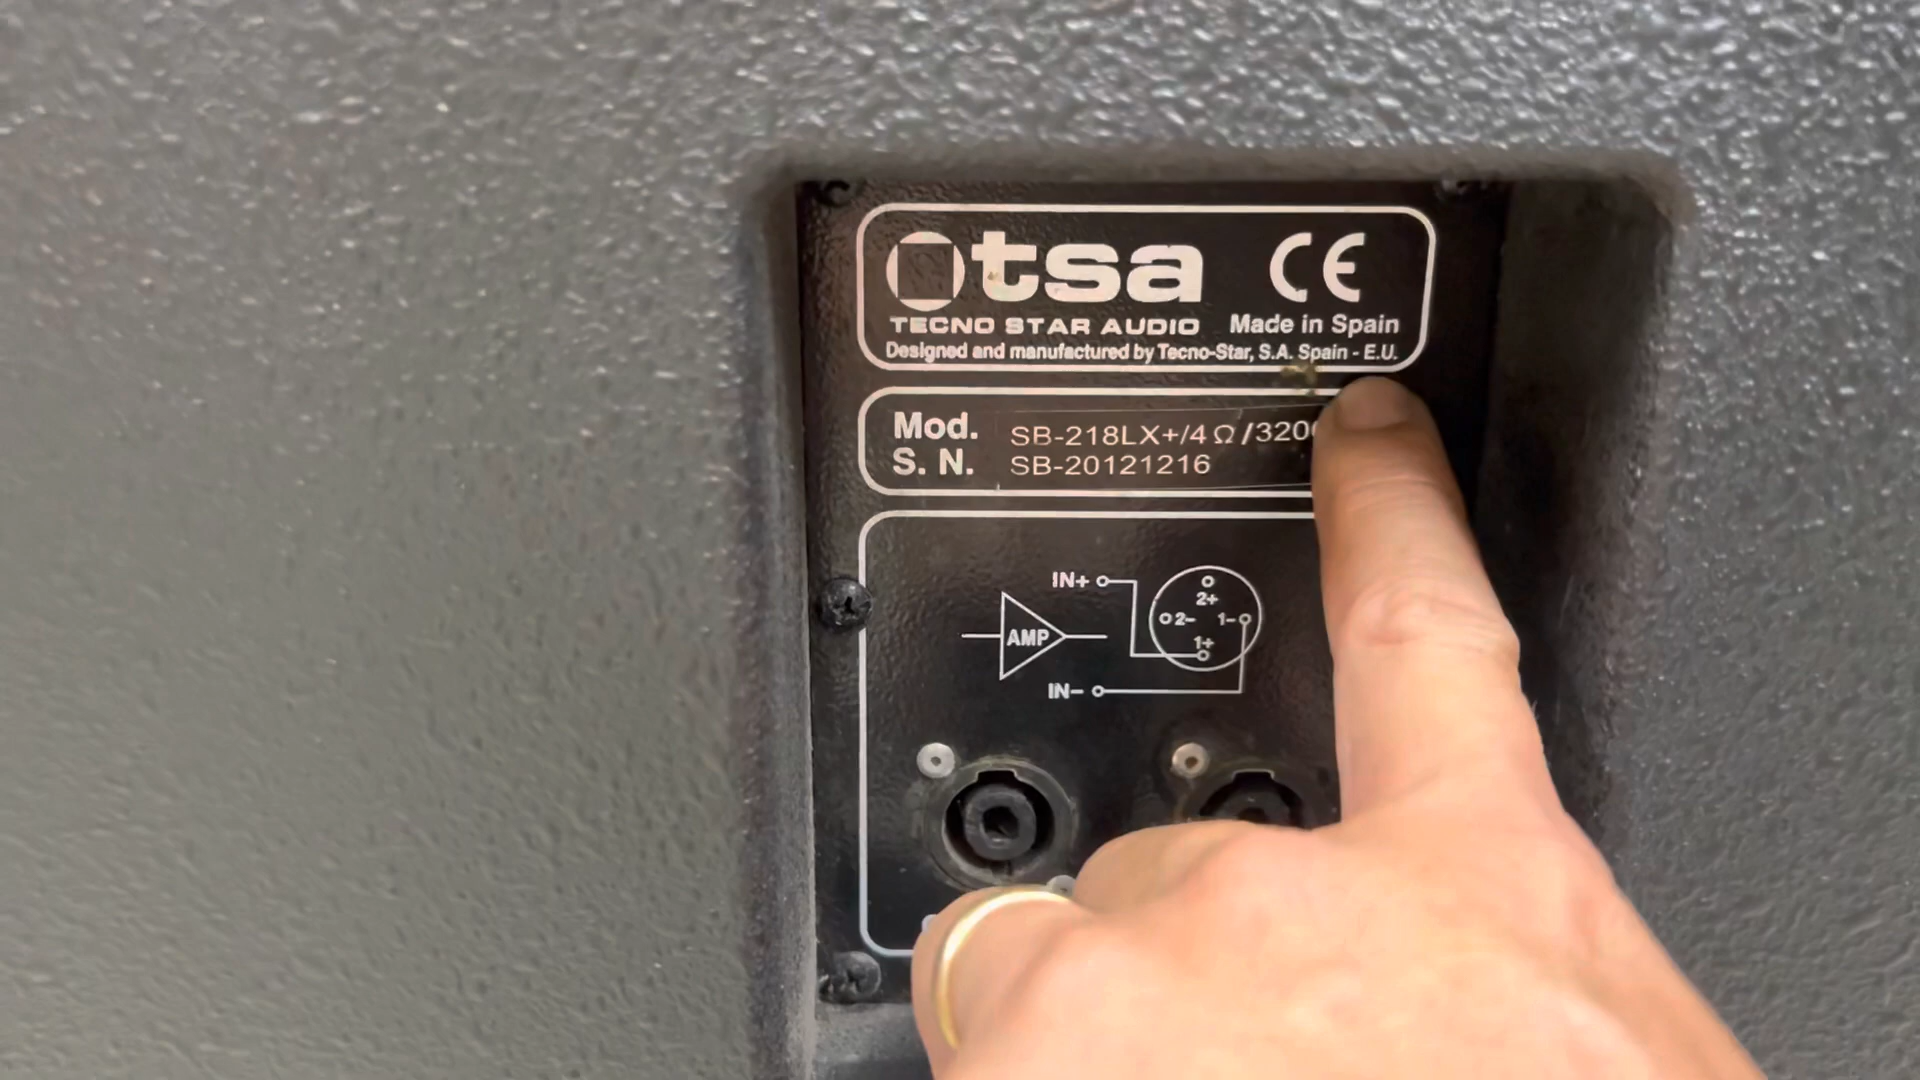 tsa CE
TECNO STAR AUDIO Made in Spain
Designed and manufactured by Tecno-Star, S.A. Spain - E.U.
Mod. SB-218LX+/4 Ω/320
S. N. SB-20121216
IN+
2+
2- 1-
AMP
1+
IN-